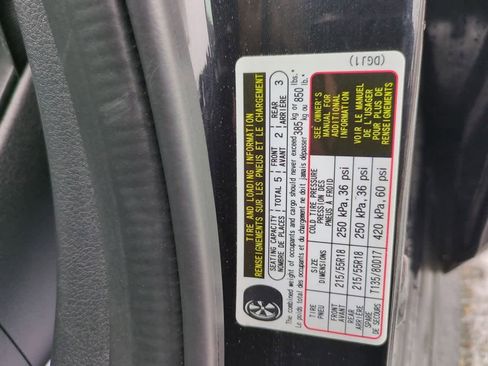 (DGJ1)
TIRE AND LOADING INFORMATION
RENSEIGNEMENTS SUR LES PNEUS ET LE CHARGEMENT
SEATING CAPACITY TOTAL 5 FRONT 2 REAR 3
NOMBRE DE PLACES AVANT ARRIÈRE
The combined weight of occupants and cargo should never exceed 385 kg or 850 lbs.
Le poids total des occupants et du chargement ne doit jamais dépasser kg ou lb.
TIRE SIZE COLD TIRE PRESSURE SEE OWNER'S
PNEU DIMENSIONS PRESSION DES MANUAL FOR
PNEUS À FROID ADDITIONAL
INFORMATION
FRONT 215/55R18 250 kPa, 36 psi
AVANT
REAR 215/55R18 250 kPa, 36 psi VOIR LE MANUEL
ARRIÈRE DE L'USAGER
SPARE T135/80D17 420 kPa, 60 psi POUR PLUS DE
DE SECOURS RENSEIGNEMENTS